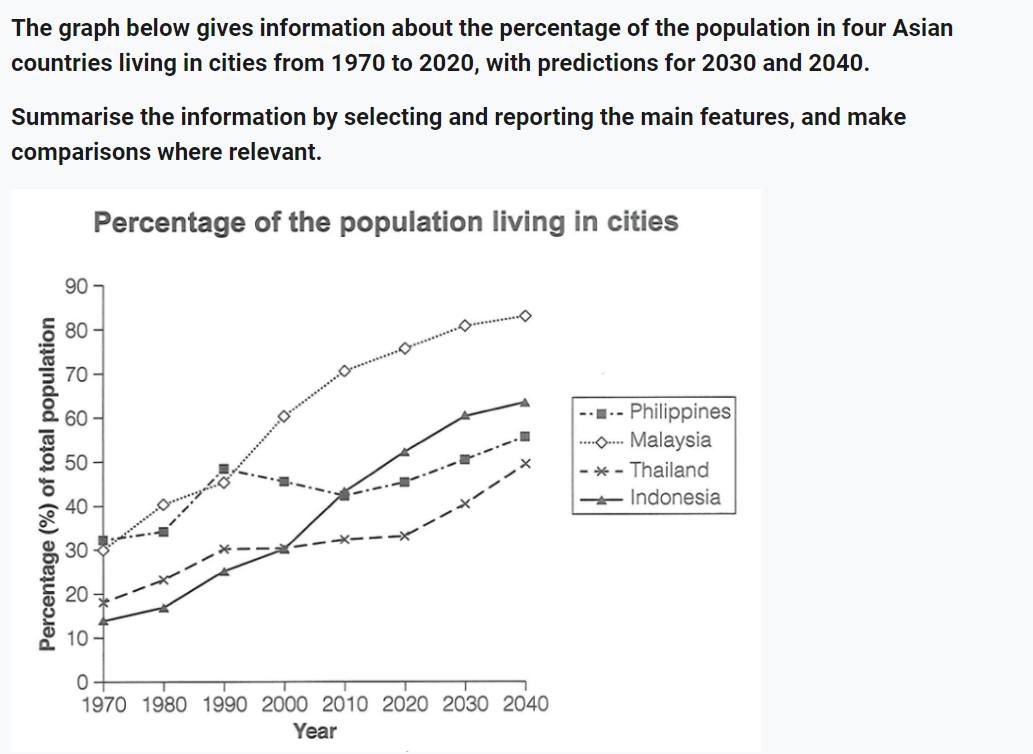 The graph below gives information about the percentage of the population in four Asian
countries living in cities from 1970 to 2020, with predictions for 2030 and 2040.
Summarise the information by selecting and reporting the main features, and make
comparisons where relevant.
Percentage of the population living in cities
Percentage (%) of total population
90
80
70
60
50
40
30
20
10
0
1970 1980 1990 2000 2010 2020 2030 2040
Year
Philippines
Malaysia
Thailand
Indonesia